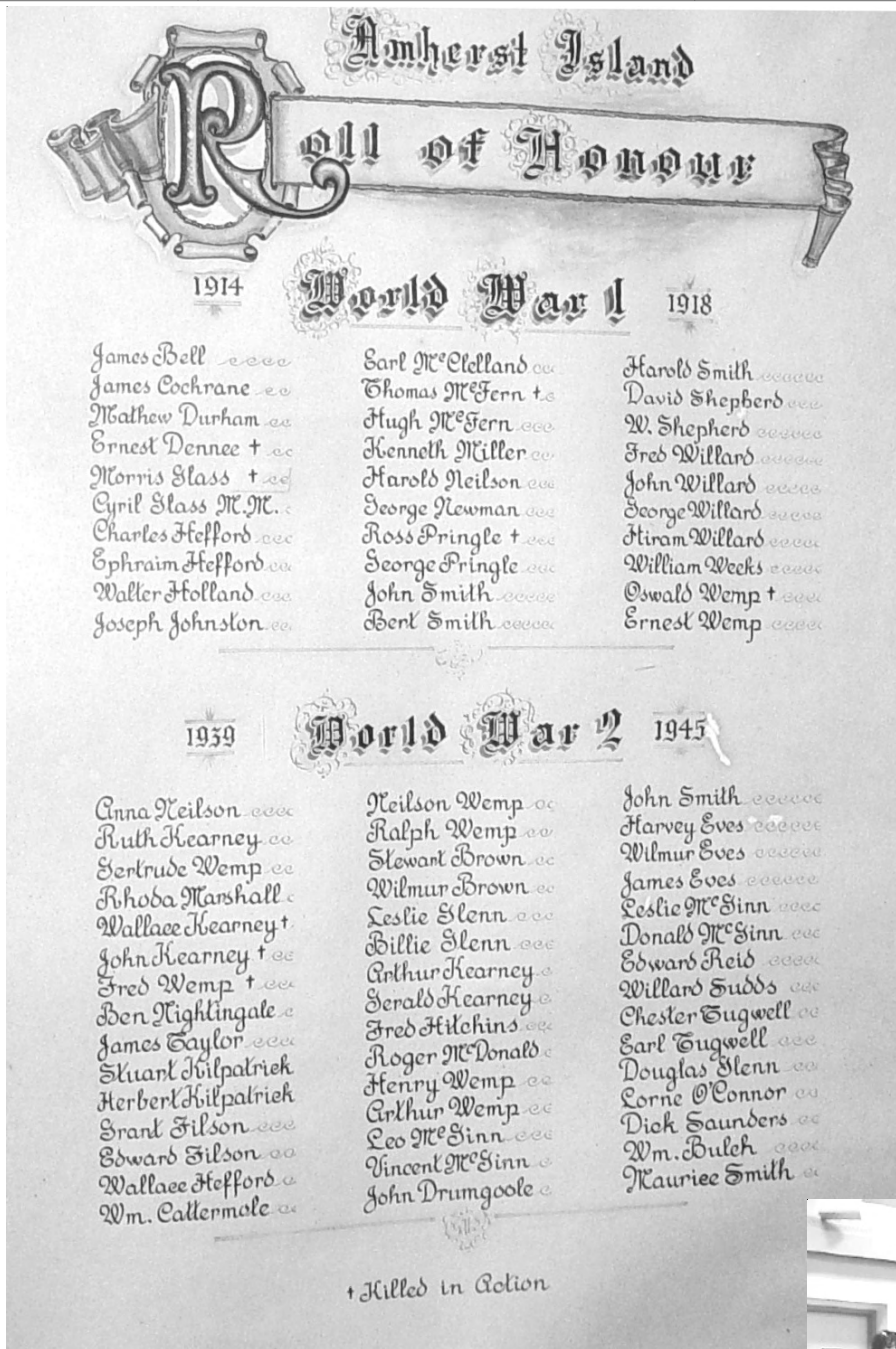 Amherst Island
Roll of Honour
1914 World War 1 1918
James Bell
James Cochrane
Mathew Durham
Ernest Dennee †
Morris Glass †
Cyril Glass M.M.
Charles Hefford
Ephraim Hefford
Walter Holland
Joseph Johnston
Earl McClelland
Thomas McFern †
Hugh McFern
Kenneth Miller
Harold Neilson
George Newman
Ross Pringle †
George Pringle
John Smith
Bert Smith
Harold Smith
David Shepherd
W. Shepherd
Fred Willard
John Willard
George Willard
Hiram Willard
William Weeks
Oswald Wemp †
Ernest Wemp
1939 World War 2 1945
Anna Neilson
Ruth Kearney
Gertrude Wemp
Rhoda Marshall
Wallace Kearney †
John Kearney †
Fred Wemp †
Ben Nightingale
James Taylor
Stuart Kilpatrick
Herbert Kilpatrick
Grant Filson
Edward Filson
Wallace Hefford
Wm. Cattermole
Neilson Wemp
Ralph Wemp
Stewart Brown
Wilmur Brown
Leslie Glenn
Billie Glenn
Arthur Kearney
Gerald Kearney
Fred Hitchins
Roger McDonald
Henry Wemp
Arthur Wemp
Leo McGinn
Vincent McGinn
John Drumgoole
John Smith
Harvey Eves
Wilmur Eves
James Eves
Leslie McGinn
Donald McGinn
Edward Reid
Willard Sudds
Chester Tugwell
Earl Tugwell
Douglas Glenn
Lorne O'Connor
Dick Saunders
Wm. Bulch
Maurice Smith
† Killed in Action